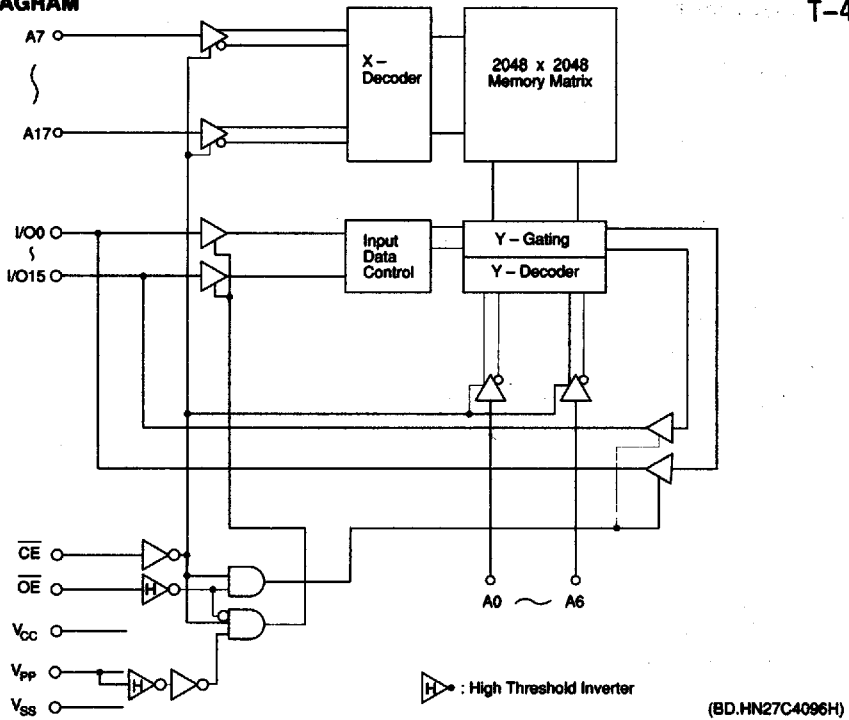 AGRAM
T-4
A7
A17
X –
Decoder
2048 x 2048
Memory Matrix
I/O0
I/O15
Input
Data
Control
Y – Gating
Y – Decoder
CE
OE
H
VCC
VPP
H
VSS
A0
A6
H : High Threshold Inverter
(BD.HN27C4096H)